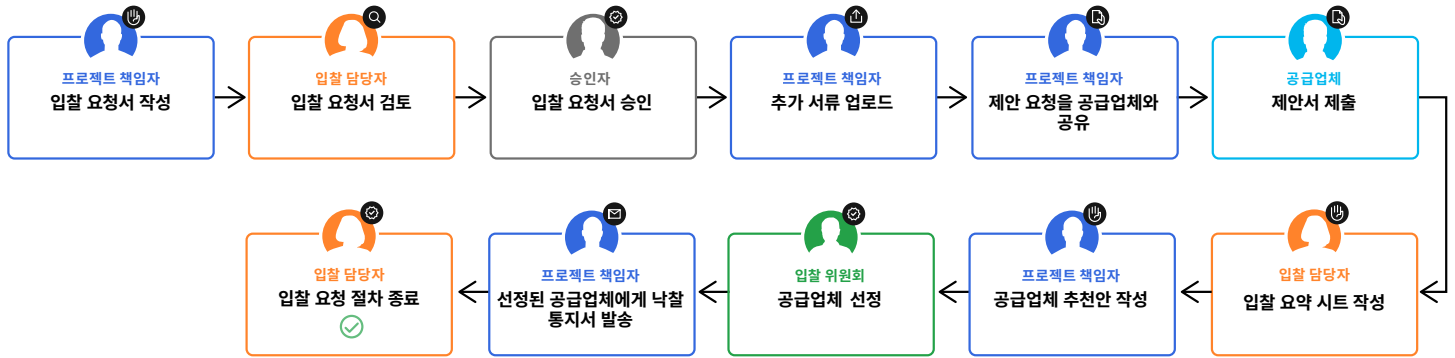 프로젝트 책임자
입찰 요청서 작성
입찰 담당자
입찰 요청서 검토
승인자
입찰 요청서 승인
프로젝트 책임자
추가 서류 업로드
프로젝트 책임자
제안 요청을 공급업체와
공유
공급업체
제안서 제출
입찰 담당자
입찰 요약 시트 작성
프로젝트 책임자
공급업체 추천안 작성
입찰 위원회
공급업체 선정
프로젝트 책임자
선정된 공급업체에게 낙찰
통지서 발송
입찰 담당자
입찰 요청 절차 종료